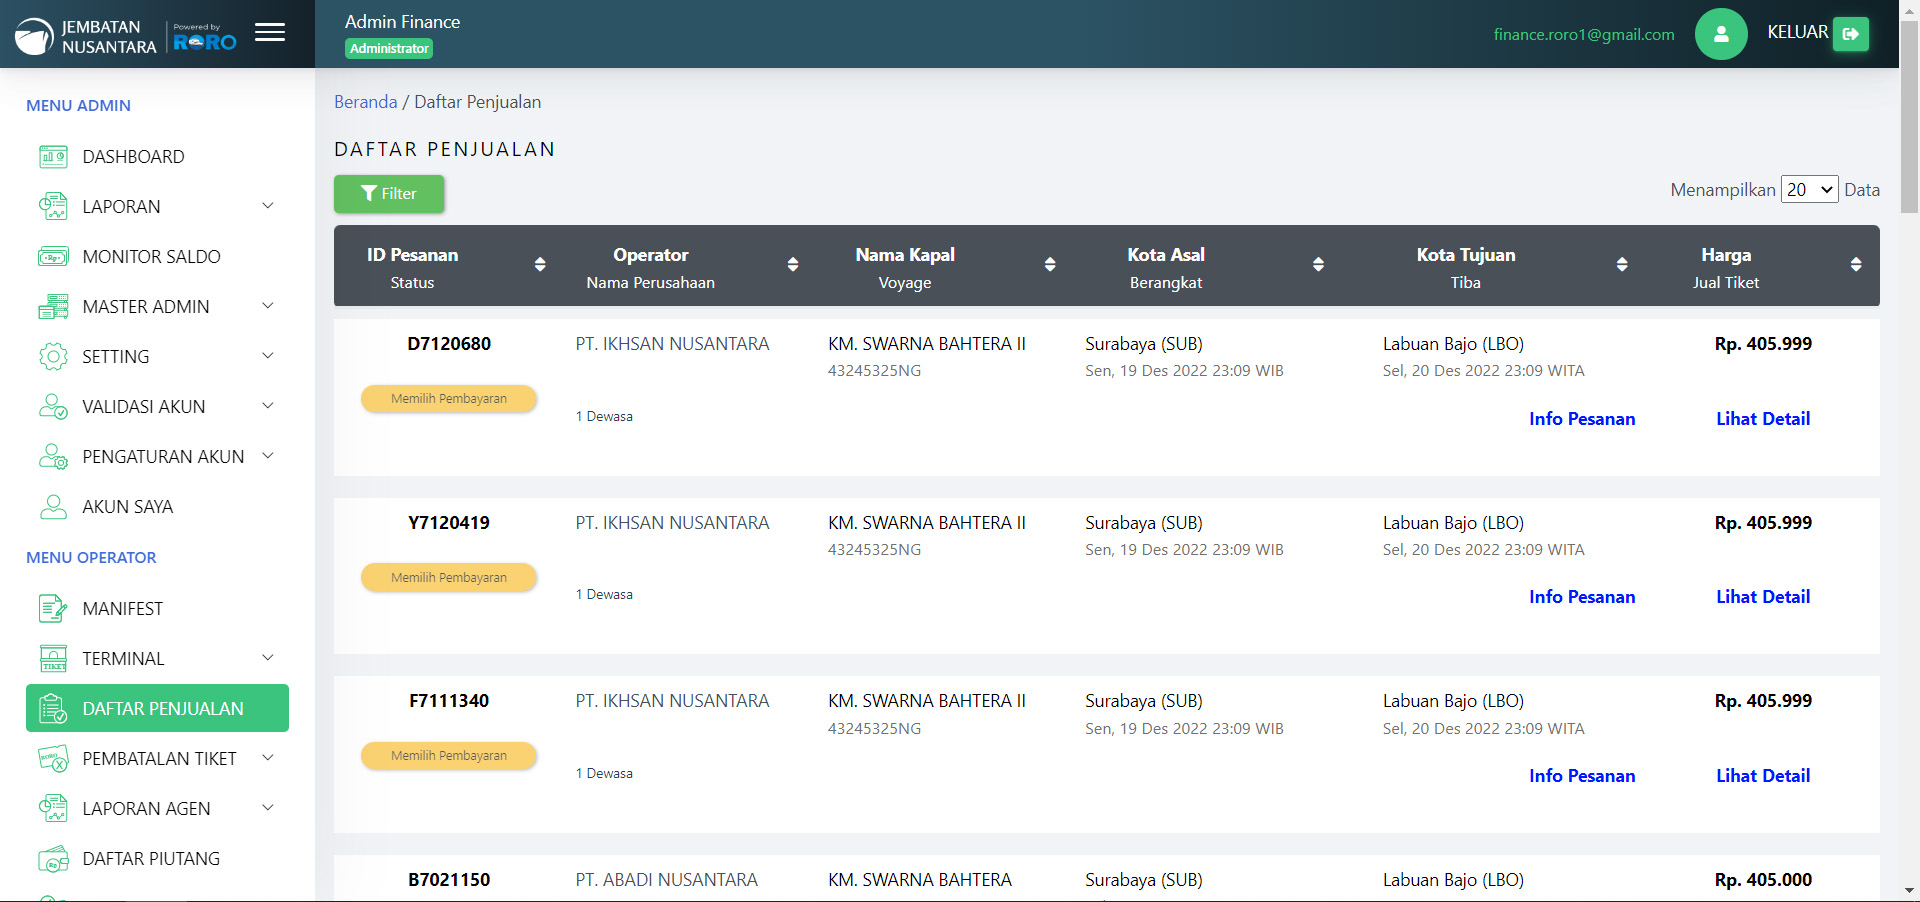 JEMBATAN
NUSANTARA
Powered by
RORO
Admin Finance
Administrator
finance.roro1@gmail.com
KELUAR
MENU ADMIN
DASHBOARD
LAPORAN
MONITOR SALDO
MASTER ADMIN
SETTING
VALIDASI AKUN
PENGATURAN AKUN
AKUN SAYA
MENU OPERATOR
MANIFEST
TERMINAL
DAFTAR PENJUALAN
PEMBATALAN TIKET
LAPORAN AGEN
DAFTAR PIUTANG
Beranda / Daftar Penjualan
DAFTAR PENJUALAN
Filter
Menampilkan 20 Data
ID Pesanan Operator Nama Kapal Kota Asal Kota Tujuan Harga
Status Nama Perusahaan Voyage Berangkat Tiba Jual Tiket
D7120680 PT. IKHSAN NUSANTARA KM. SWARNA BAHTERA II Surabaya (SUB) Labuan Bajo (LBO) Rp. 405.999
43245325NG Sen, 19 Des 2022 23:09 WIB Sel, 20 Des 2022 23:09 WITA
Memilih Pembayaran
1 Dewasa Info Pesanan Lihat Detail
Y7120419 PT. IKHSAN NUSANTARA KM. SWARNA BAHTERA II Surabaya (SUB) Labuan Bajo (LBO) Rp. 405.999
43245325NG Sen, 19 Des 2022 23:09 WIB Sel, 20 Des 2022 23:09 WITA
Memilih Pembayaran
1 Dewasa Info Pesanan Lihat Detail
F7111340 PT. IKHSAN NUSANTARA KM. SWARNA BAHTERA II Surabaya (SUB) Labuan Bajo (LBO) Rp. 405.999
43245325NG Sen, 19 Des 2022 23:09 WIB Sel, 20 Des 2022 23:09 WITA
Memilih Pembayaran
1 Dewasa Info Pesanan Lihat Detail
B7021150 PT. ABADI NUSANTARA KM. SWARNA BAHTERA Surabaya (SUB) Labuan Bajo (LBO) Rp. 405.000